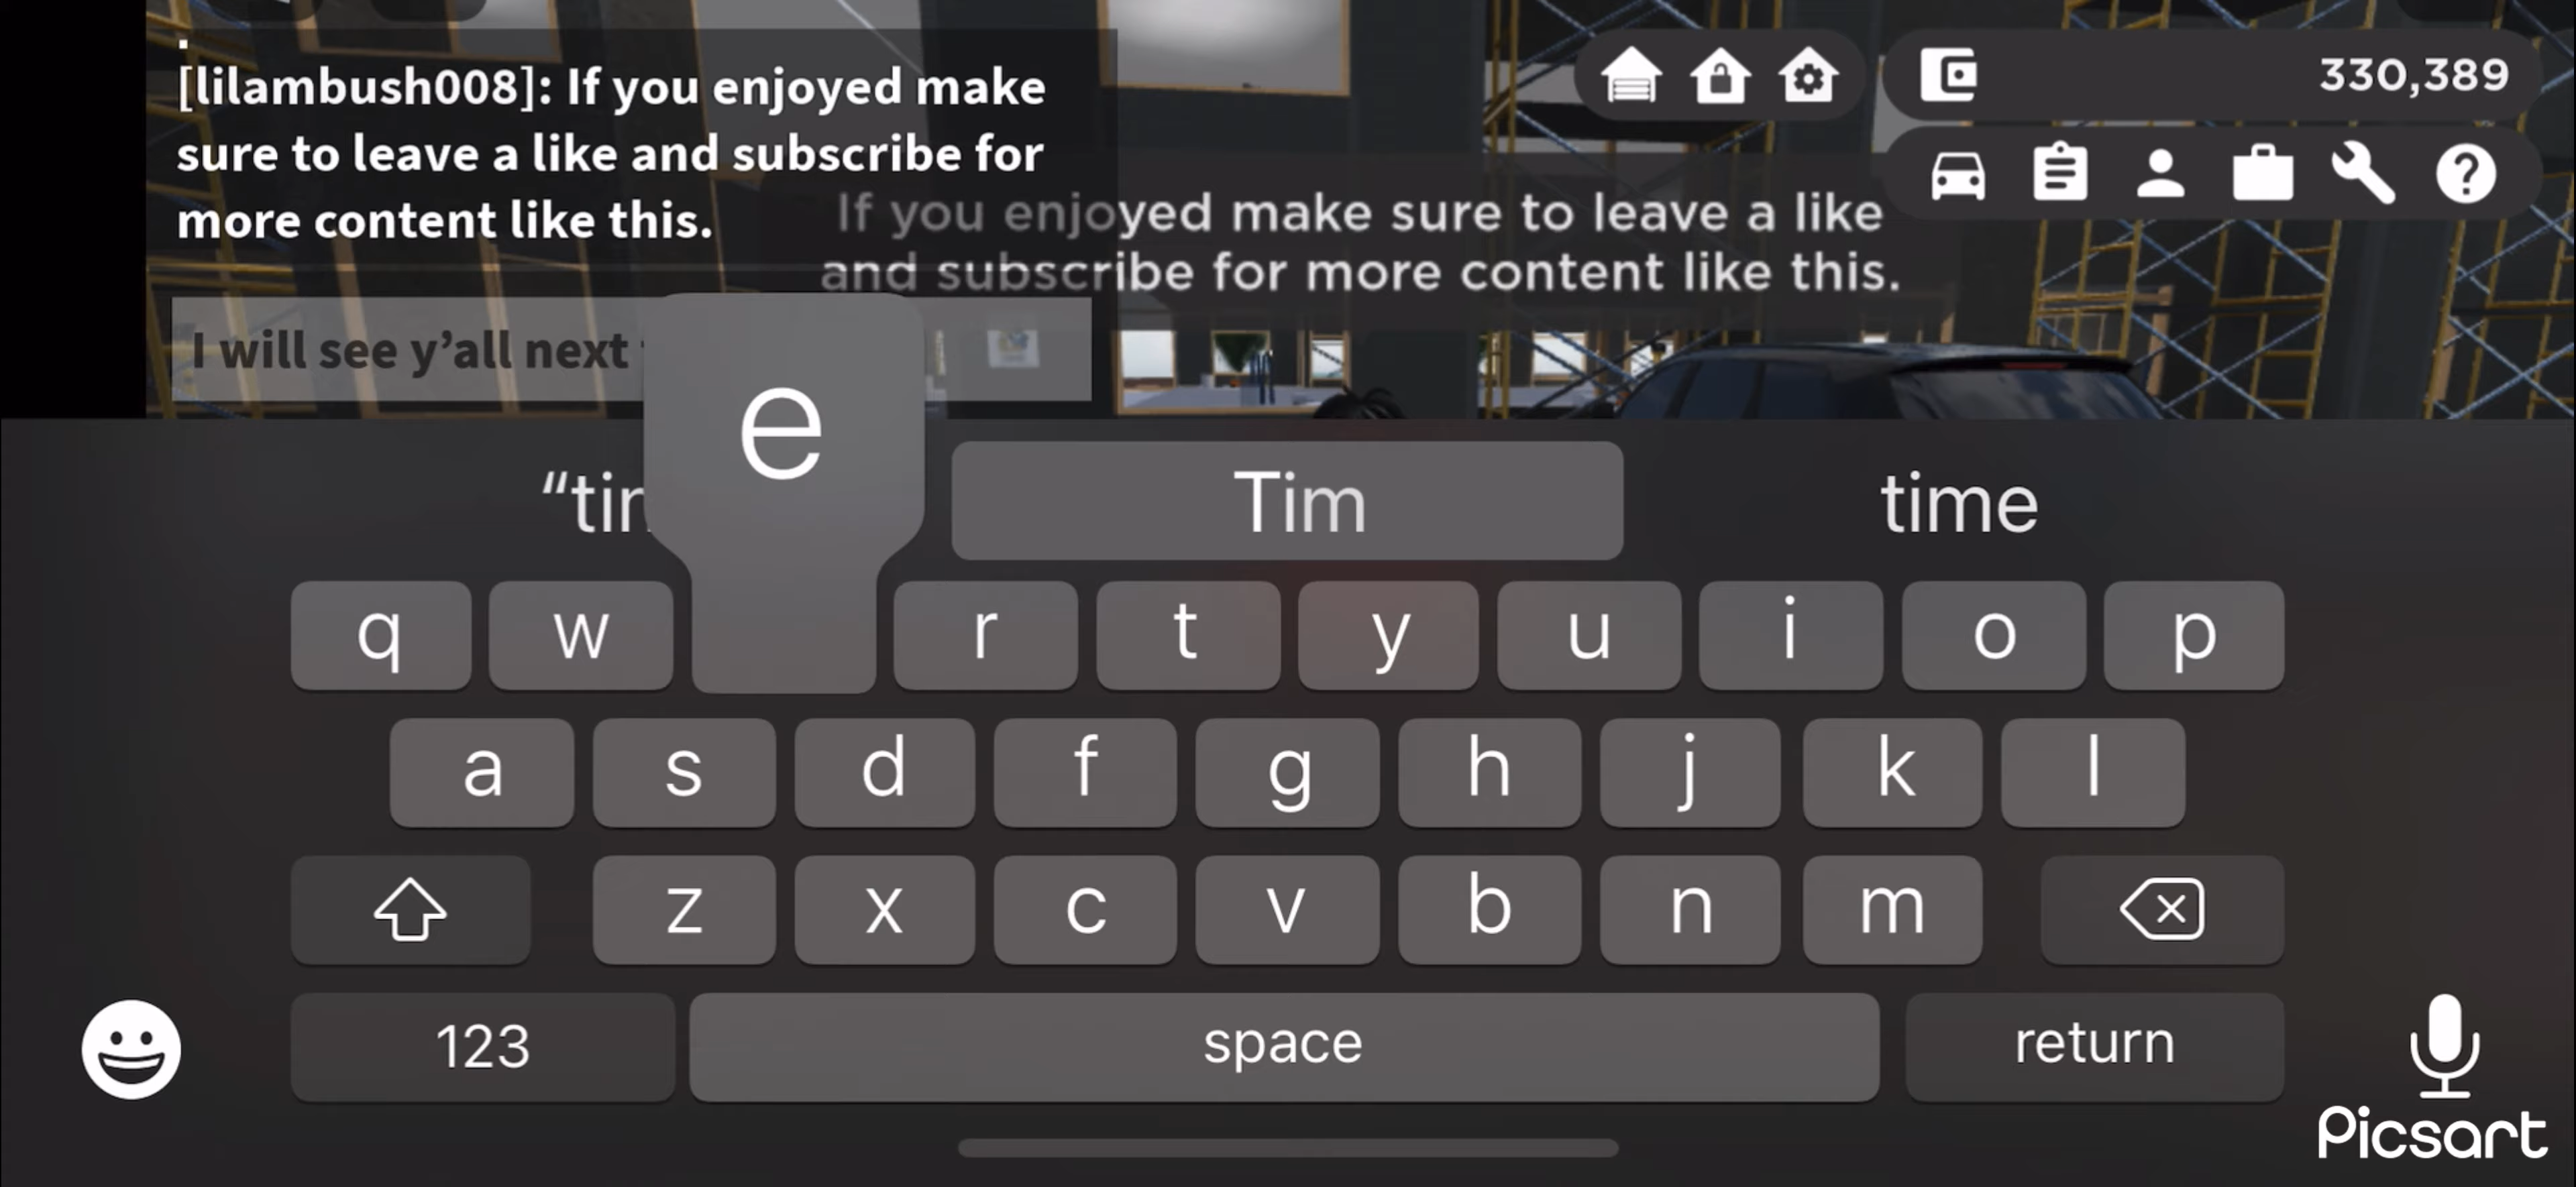 [lilambush008]: If you enjoyed make
sure to leave a like and subscribe for
more content like this.
330,389
If you enjoyed make sure to leave a like
and subscribe for more content like this.
I will see y’all next
e
Tim
time
q w r t y u i o p
a s d f g h j k l
z x c v b n m
123 space return
Picsart